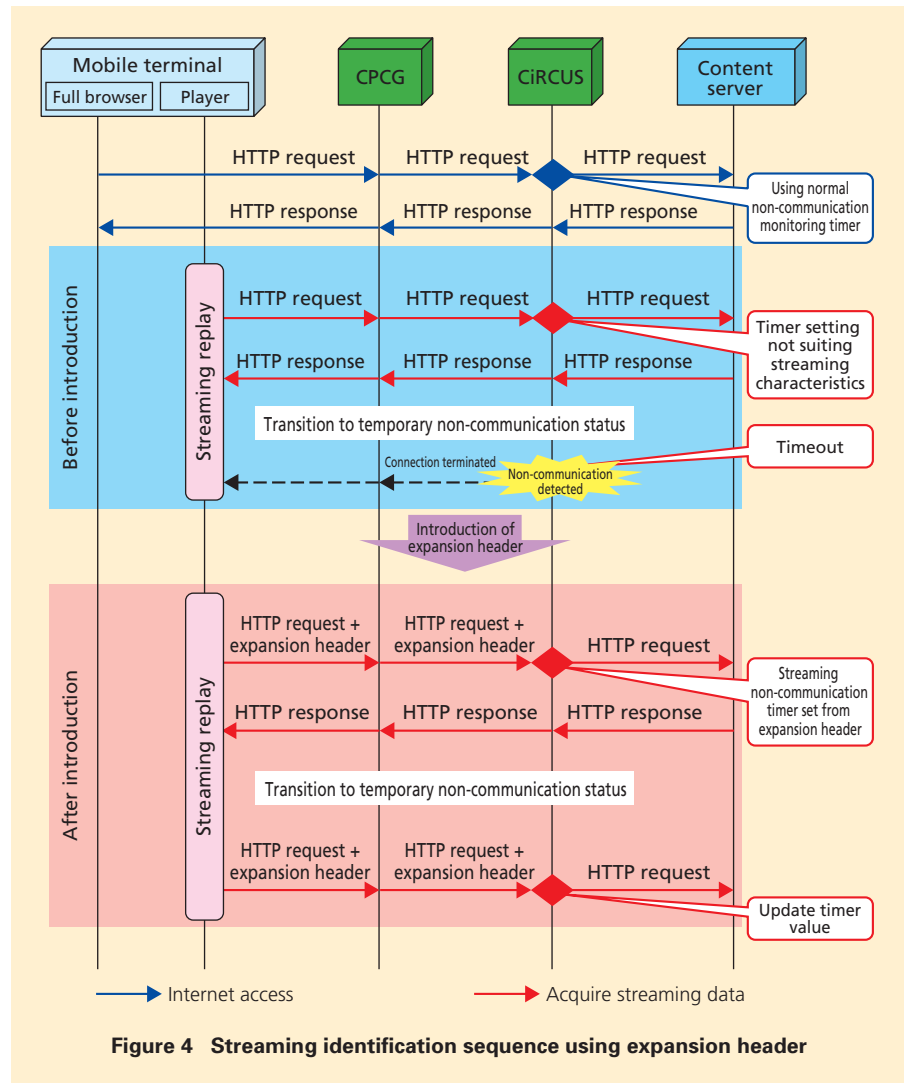 Mobile terminal
Full browser
Player
CPCG
CiRCUS
Content
server
HTTP request
HTTP request
HTTP request
Using normal
non-communication
monitoring timer
HTTP response
HTTP response
HTTP response
Before introduction
Streaming replay
HTTP request
HTTP request
HTTP request
Timer setting
not suiting
streaming
characteristics
HTTP response
HTTP response
HTTP response
Transition to temporary non-communication status
Timeout
Connection terminated
Non-communication
detected
Introduction of
expansion header
After introduction
Streaming replay
HTTP request +
expansion header
HTTP request +
expansion header
HTTP request
Streaming
non-communication
timer set from
expansion header
HTTP response
HTTP response
HTTP response
Transition to temporary non-communication status
HTTP request +
expansion header
HTTP request +
expansion header
HTTP request
Update timer
value
Internet access
Acquire streaming data
Figure 4 Streaming identification sequence using expansion header